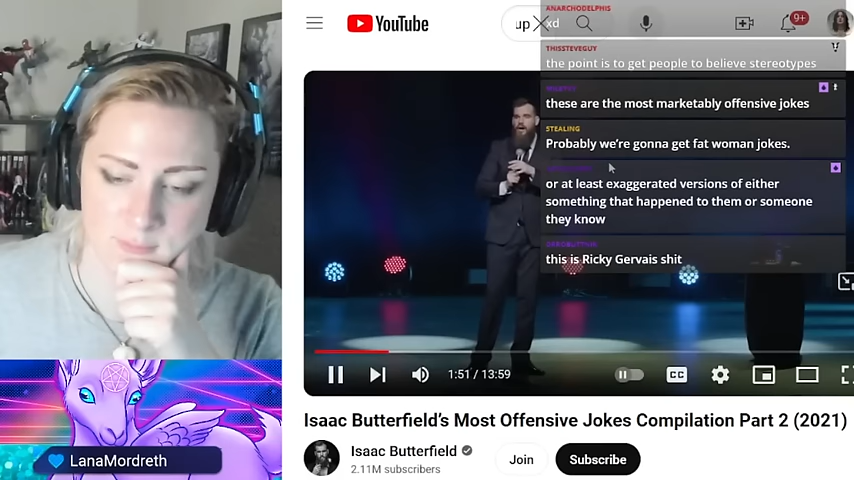 YouTube
up
xd
9+
ANARCHODELPHIS
THISSTEVEGUY
the point is to get people to believe stereotypes
these are the most marketably offensive jokes
STEALING
Probably we're gonna get fat woman jokes.
or at least exaggerated versions of either
something that happened to them or someone
they know
this is Ricky Gervais shit
1:51 / 13:59
CC
Isaac Butterfield's Most Offensive Jokes Compilation Part 2 (2021)
Isaac Butterfield
2.11M subscribers
Join
Subscribe
LanaMordreth